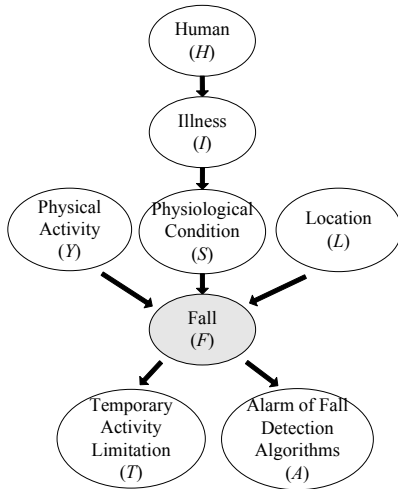 Human
(H)
Illness
(I)
Physical
Activity
(Y)
Physiological
Condition
(S)
Location
(L)
Fall
(F)
Temporary
Activity
Limitation
(T)
Alarm of Fall
Detection
Algorithms
(A)